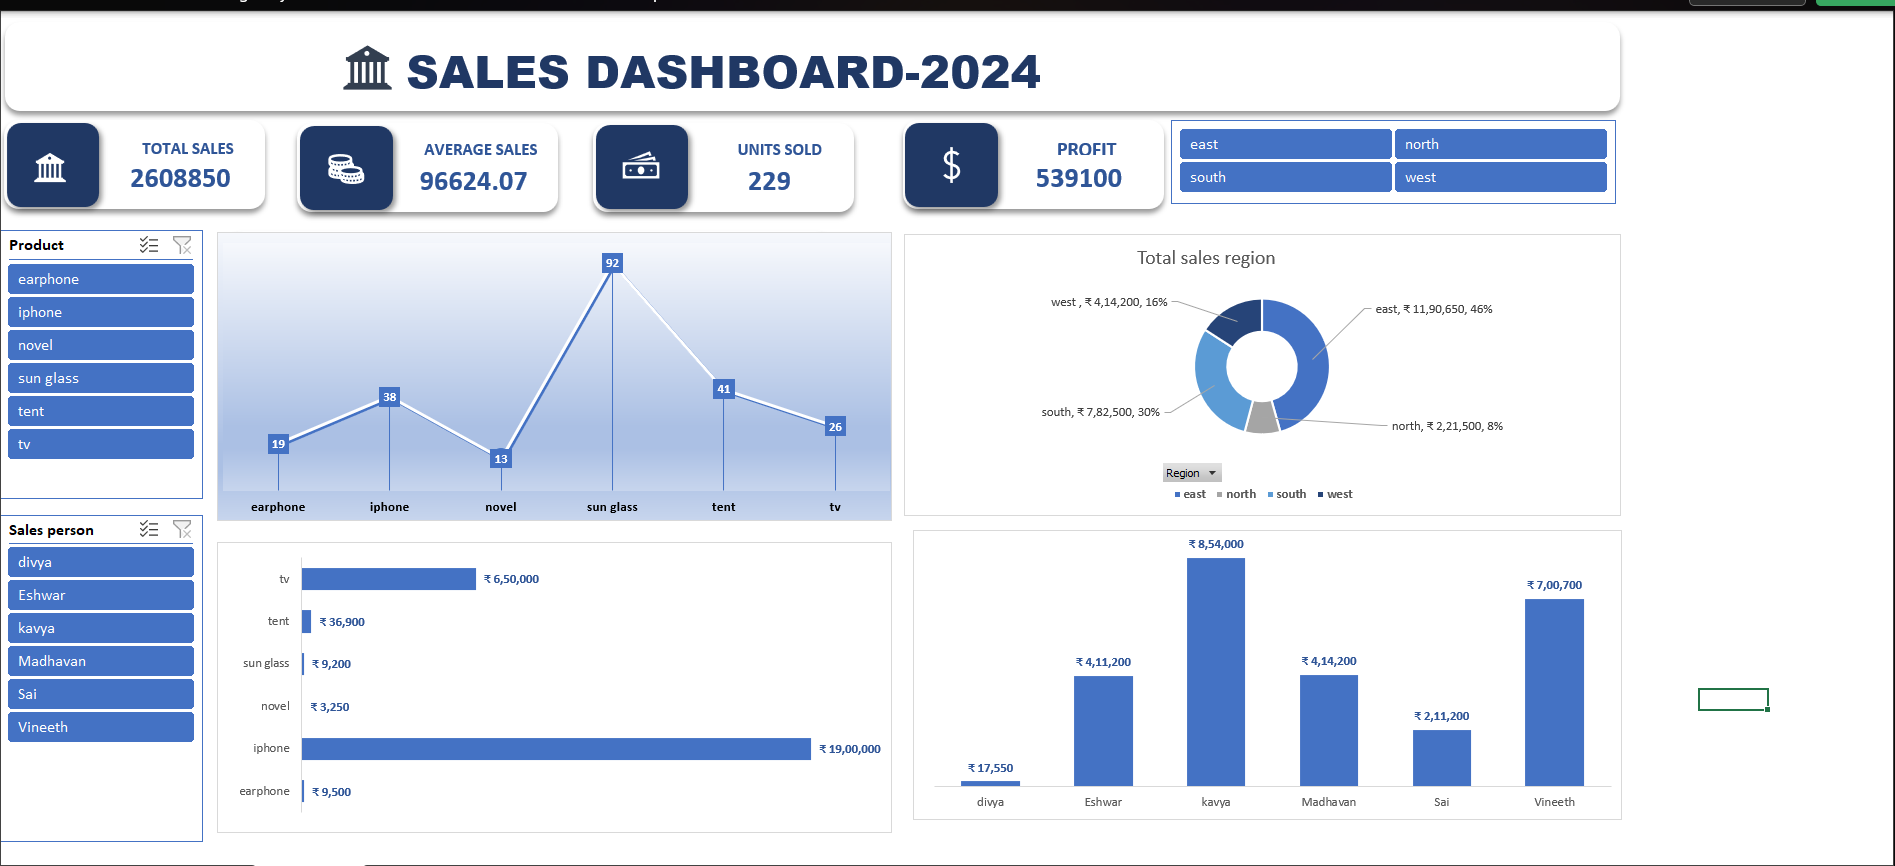 SALES DASHBOARD-2024
TOTAL SALES
2608850
AVERAGE SALES
96624.07
UNITS SOLD
229
PROFIT
539100
east
north
south
west
Product
earphone
iphone
novel
sun glass
tent
tv
Sales person
divya
Eshwar
kavya
Madhavan
Sai
Vineeth
92
41
38
26
19
13
earphone iphone novel sun glass tent tv
Total sales region
west , ₹ 4,14,200, 16%
east, ₹ 11,90,650, 46%
south, ₹ 7,82,500, 30%
north, ₹ 2,21,500, 8%
Region
east north south west
tv ₹ 6,50,000
tent ₹ 36,900
sun glass ₹ 9,200
novel ₹ 3,250
iphone ₹ 19,00,000
earphone ₹ 9,500
₹ 8,54,000
₹ 7,00,700
₹ 4,11,200
₹ 4,14,200
₹ 2,11,200
₹ 17,550
divya Eshwar kavya Madhavan Sai Vineeth